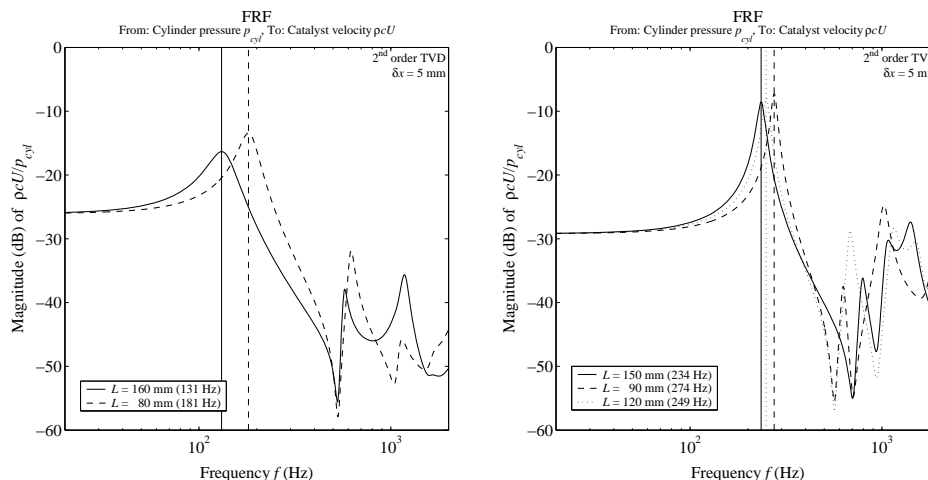 FRF
From: Cylinder pressure p_cyl, To: Catalyst velocity ρcU
2nd order TVD
δx = 5 mm
Magnitude (dB) of ρcU/p_cyl
0
−10
−20
−30
−40
−50
−60
L = 160 mm (131 Hz)
L = 80 mm (181 Hz)
10^2
10^3
Frequency f (Hz)
FRF
From: Cylinder pressure p_cyl, To: Catalyst velocity ρcU
2nd order TVD
δx = 5 m
Magnitude (dB) of ρcU/p_cyl
0
−10
−20
−30
−40
−50
−60
L = 150 mm (234 Hz)
L = 90 mm (274 Hz)
L = 120 mm (249 Hz)
10^2
10^3
Frequency f (Hz)